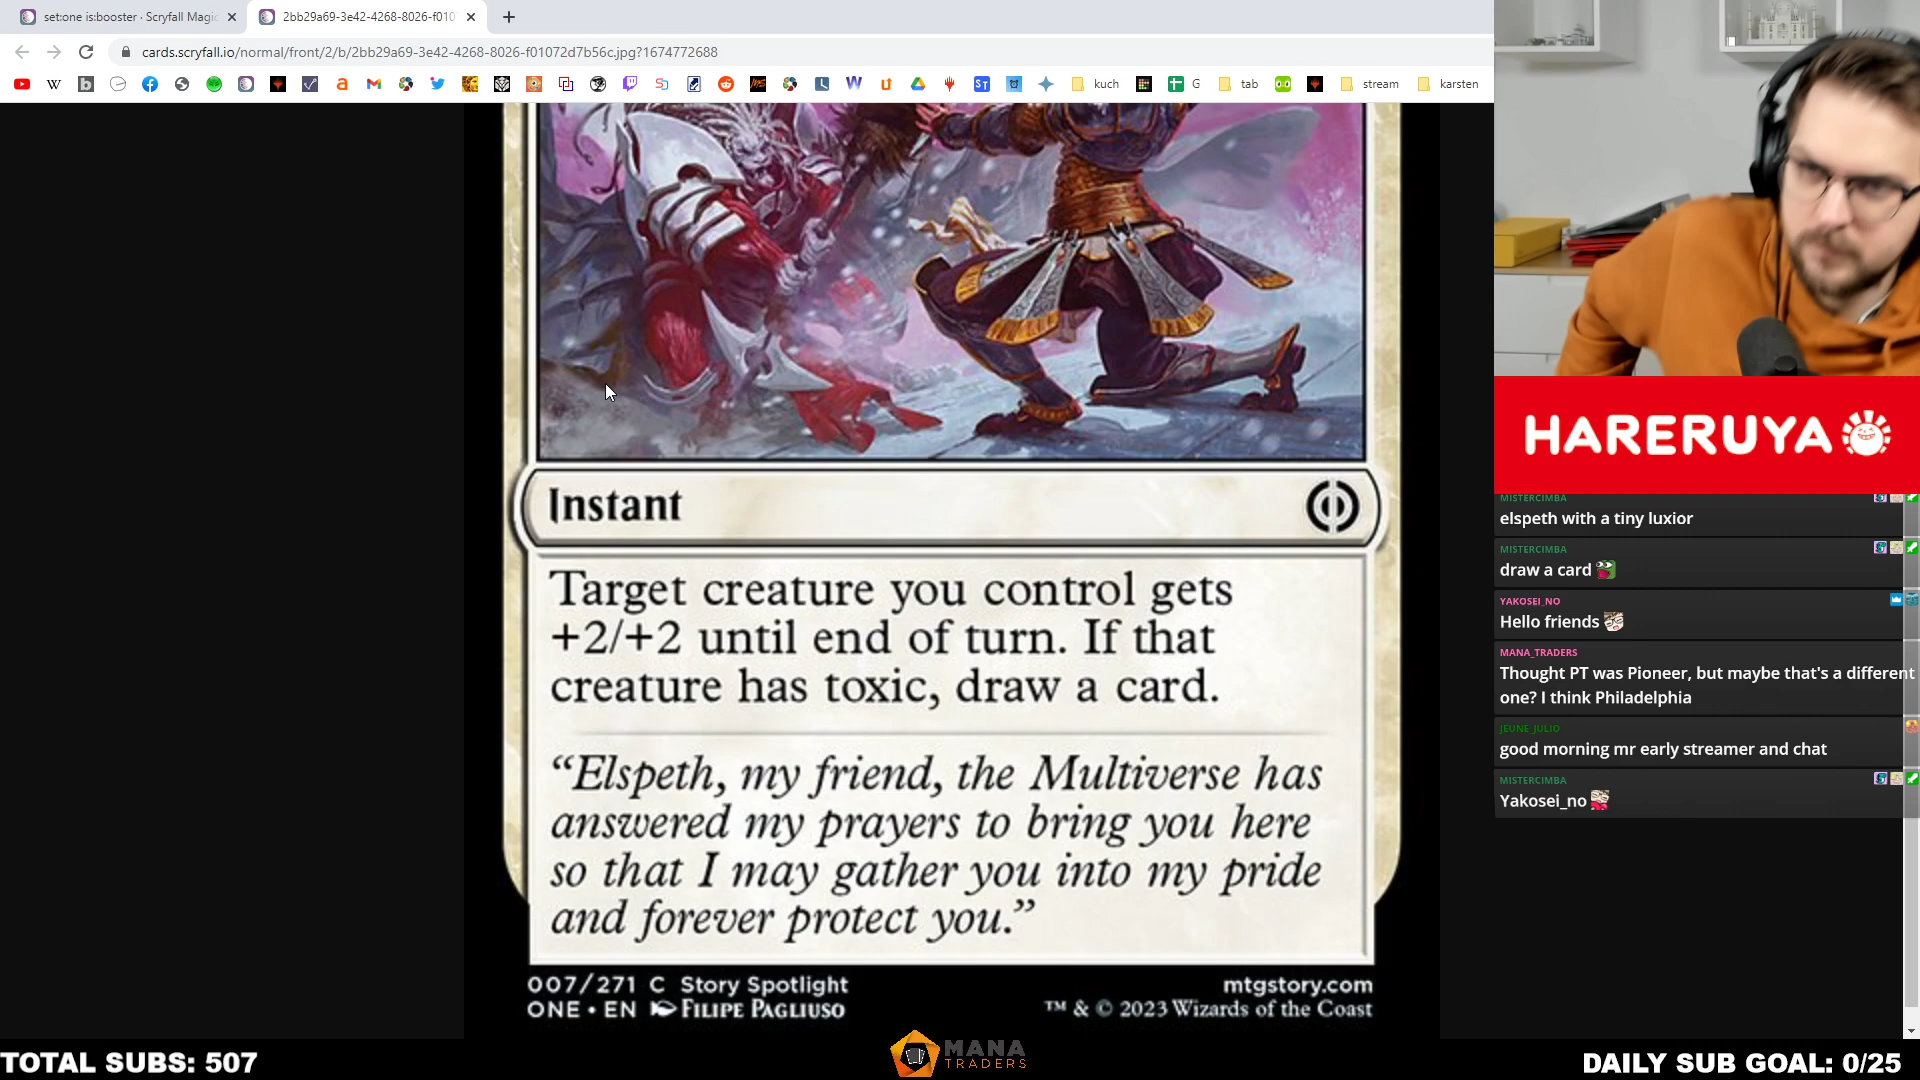 set:one is:booster · Scryfall Magic
2bb29a69-3e42-4268-8026-f010
cards.scryfall.io/normal/front/2/b/2bb29a69-3e42-4268-8026-f01072d7b56c.jpg?1674772688
kuch
G
tab
stream
karsten
Instant
Target creature you control gets
+2/+2 until end of turn. If that
creature has toxic, draw a card.
“Elspeth, my friend, the Multiverse has
answered my prayers to bring you here
so that I may gather you into my pride
and forever protect you.”
007/271 C Story Spotlight
mtgstory.com
ONE • EN FILIPE PAGLIUSO
™ & © 2023 Wizards of the Coast
HARERUYA
MISTERCIMBA
elspeth with a tiny luxior
MISTERCIMBA
draw a card
YAKOSEI_NO
Hello friends
MANA_TRADERS
Thought PT was Pioneer, but maybe that's a different
one? I think Philadelphia
JEUNE_JULIO
good morning mr early streamer and chat
MISTERCIMBA
Yakosei_no
TOTAL SUBS: 507
MANA
TRADERS
DAILY SUB GOAL: 0/25